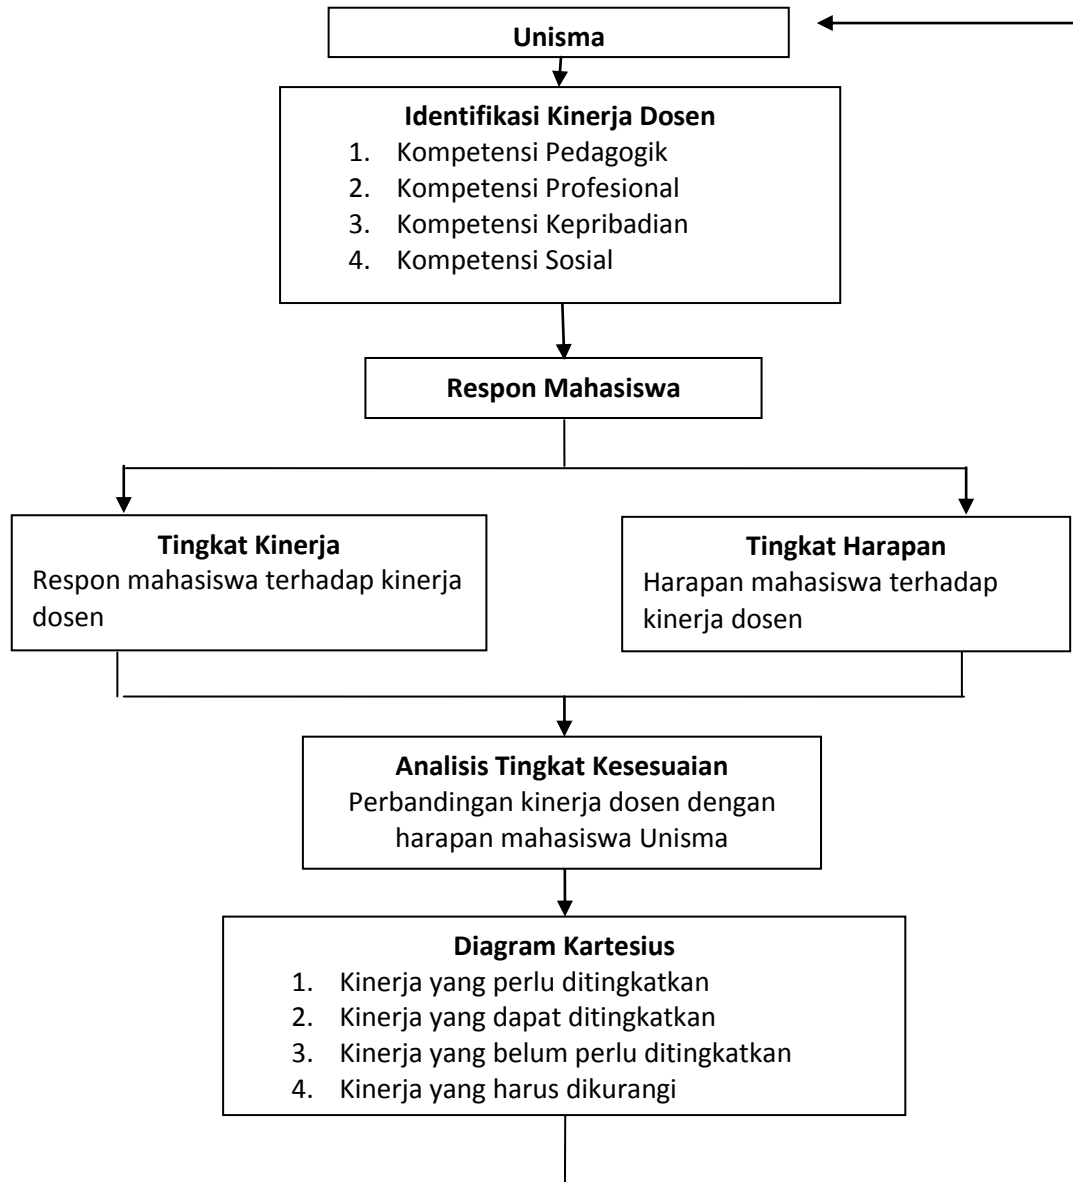 Unisma
Identifikasi Kinerja Dosen
1. Kompetensi Pedagogik
2. Kompetensi Profesional
3. Kompetensi Kepribadian
4. Kompetensi Sosial
Respon Mahasiswa
Tingkat Kinerja
Respon mahasiswa terhadap kinerja
dosen
Tingkat Harapan
Harapan mahasiswa terhadap
kinerja dosen
Analisis Tingkat Kesesuaian
Perbandingan kinerja dosen dengan
harapan mahasiswa Unisma
Diagram Kartesius
1. Kinerja yang perlu ditingkatkan
2. Kinerja yang dapat ditingkatkan
3. Kinerja yang belum perlu ditingkatkan
4. Kinerja yang harus dikurangi